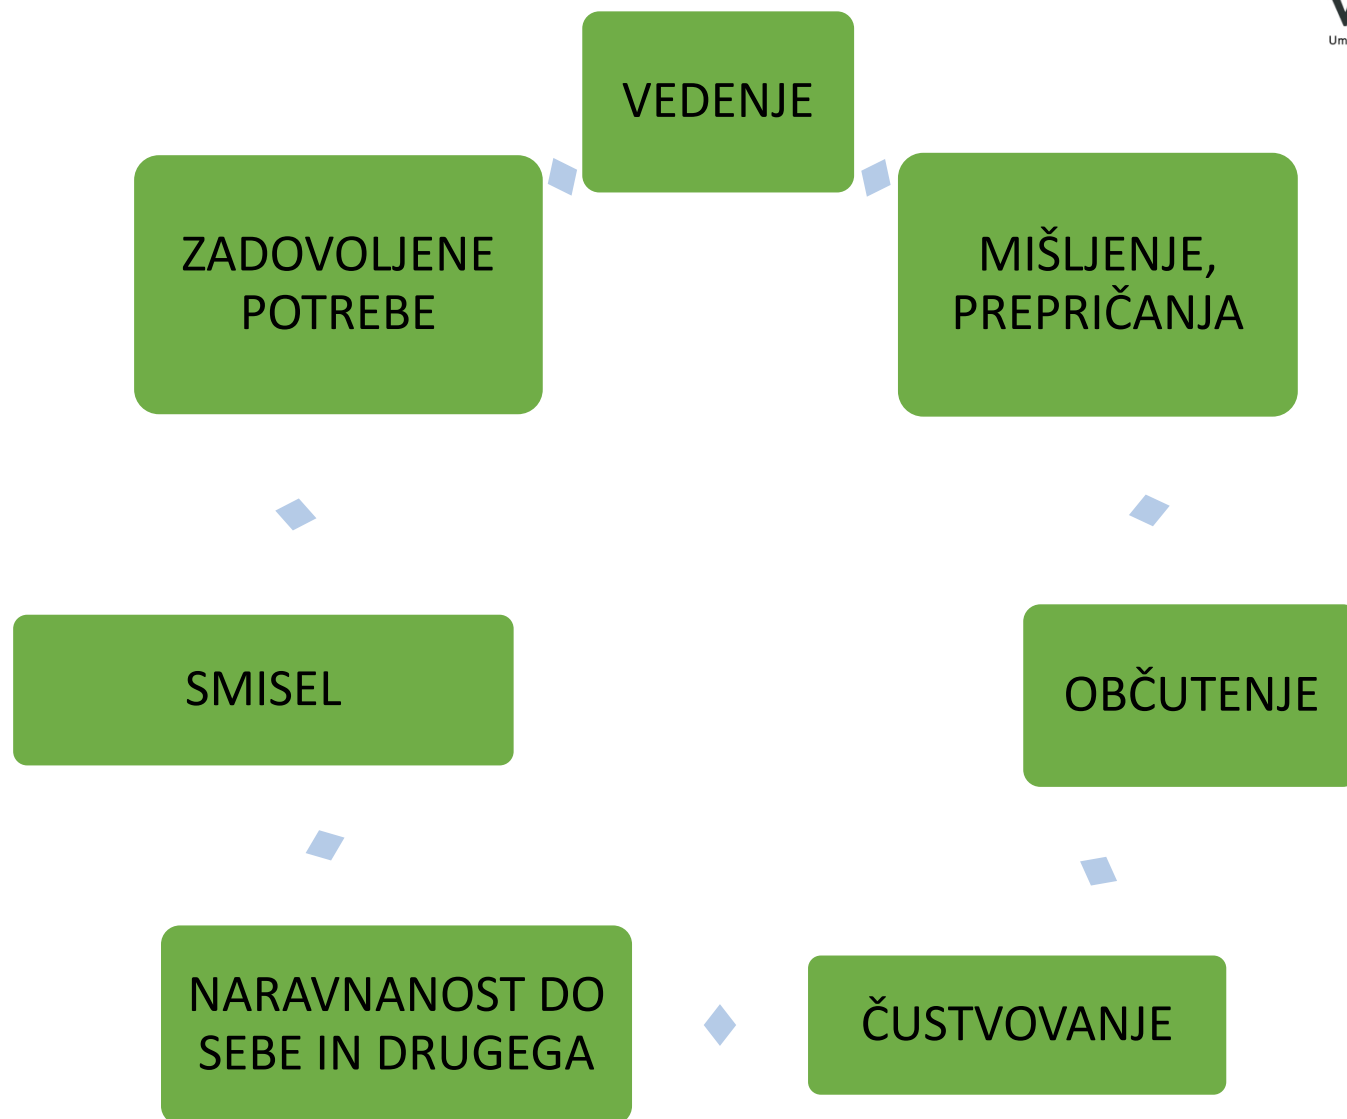 VEDENJE
ZADOVOLJENE
POTREBE
MIŠLJENJE,
PREPRIČANJA
SMISEL
OBČUTENJE
NARAVNANOST DO
SEBE IN DRUGEGA
ČUSTVOVANJE